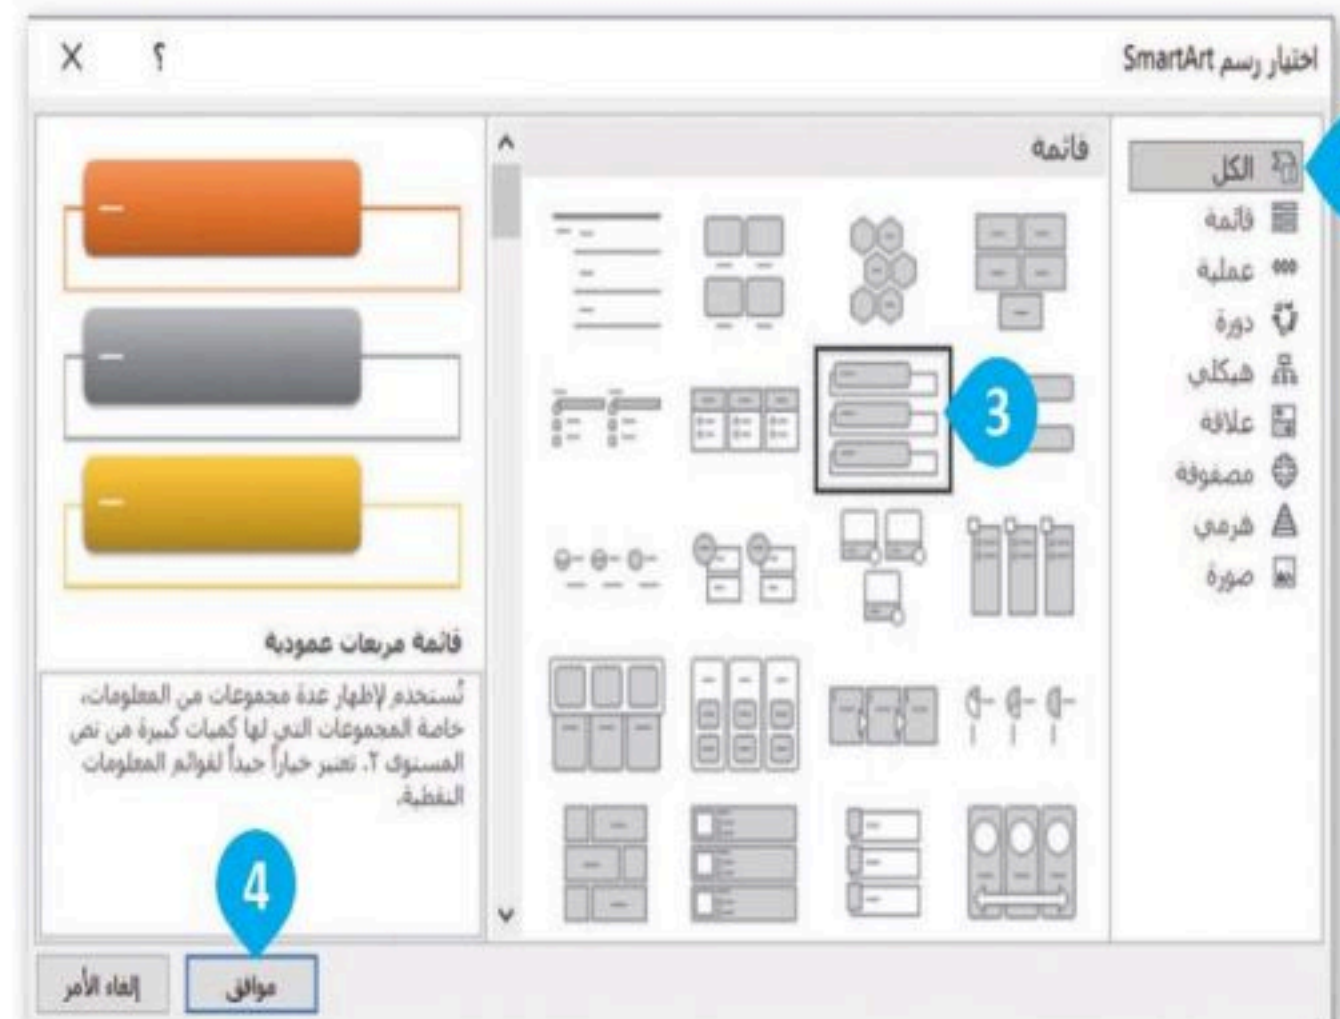 اختيار رسم SmartArt
؟
X
الكل
قائمة
عملية
دورة
هيكلي
علاقة
مصفوفة
هرمي
صورة
قائمة
3
قائمة مربعات عمودية
تُستخدم لإظهار عدة مجموعات من المعلومات،
خاصة المجموعات التي لها كميات كبيرة من نص
المستوى ٢. تعتبر خياراً جيداً لقوائم المعلومات
النقطية.
4
موافق
إلغاء الأمر